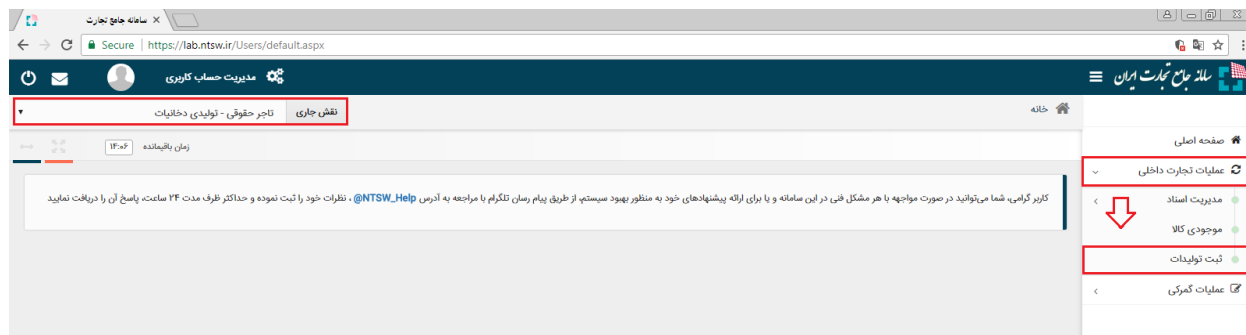 سامانه جامع تجارت
Secure | https://lab.ntsw.ir/Users/default.aspx
سامانه جامع تجارت ایران
مدیریت حساب کاربری
خانه
نقش جاری
تاجر حقوقی - تولیدی دخانیات
زمان باقیمانده ۱۴:۰۶
کاربر گرامی، شما می‌توانید در صورت مواجهه با هر مشکل فنی در این سامانه و یا برای ارائه پیشنهادهای خود به منظور بهبود سیستم، از طریق پیام رسان تلگرام با مراجعه به آدرس NTSW_Help@ ، نظرات خود را ثبت نموده و حداکثر ظرف مدت ۲۴ ساعت، پاسخ آن را دریافت نمایید
صفحه اصلی
عملیات تجارت داخلی
مدیریت اسناد
موجودی کالا
ثبت تولیدات
عملیات گمرکی